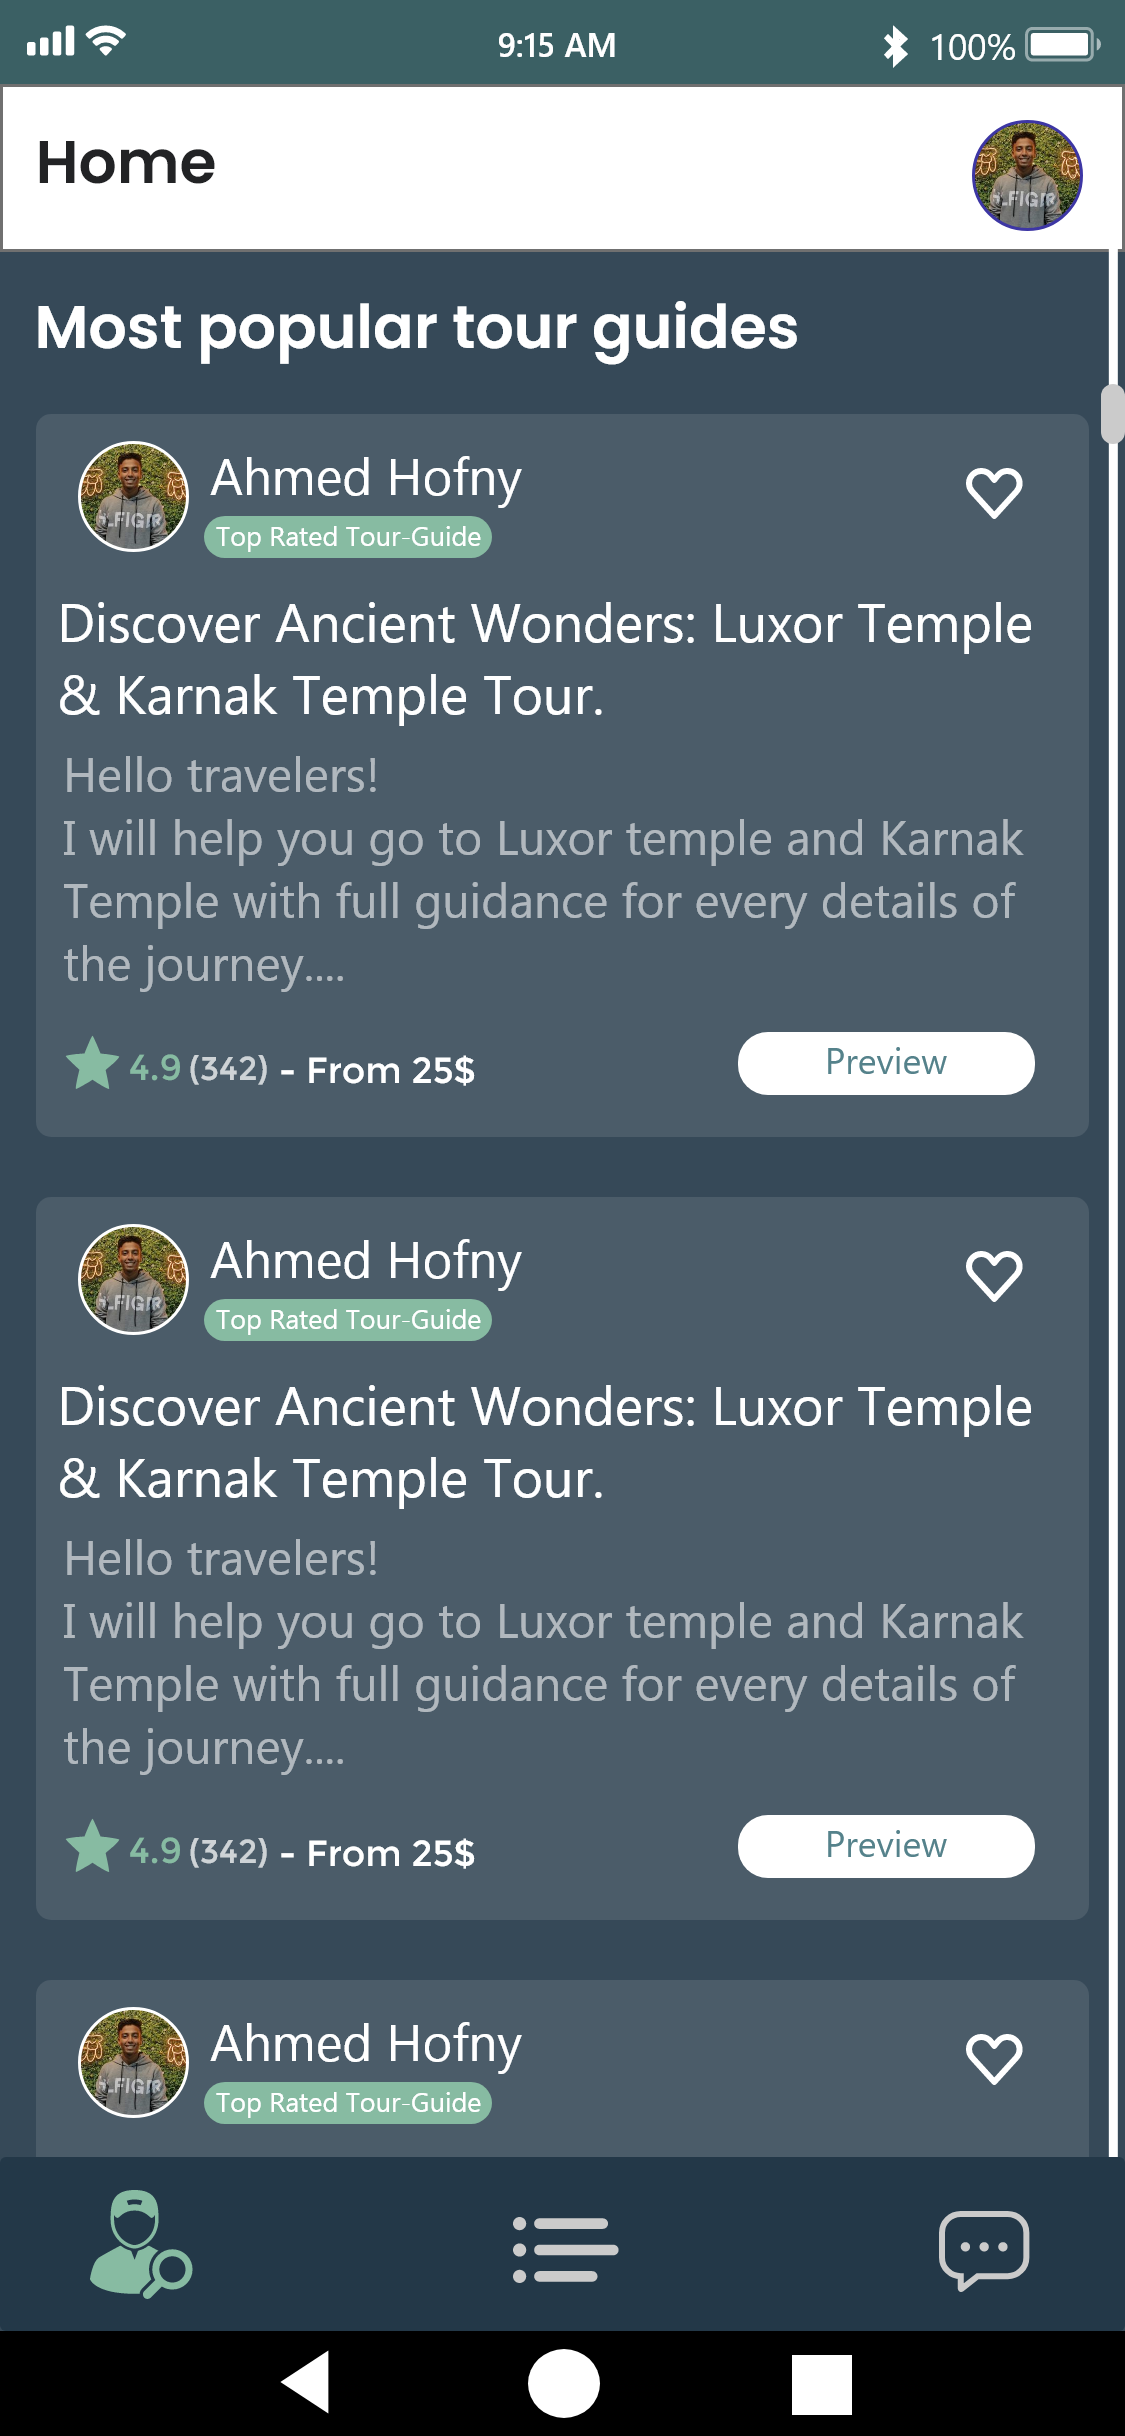 9:15 AM
100%
Home
Most popular tour guides
Ahmed Hofny
Top Rated Tour-Guide
Discover Ancient Wonders: Luxor Temple
& Karnak Temple Tour.
Hello travelers!
I will help you go to Luxor temple and Karnak
Temple with full guidance for every details of
the journey....
4.9 (342) - From 25$
Preview
Ahmed Hofny
Top Rated Tour-Guide
Discover Ancient Wonders: Luxor Temple
& Karnak Temple Tour.
Hello travelers!
I will help you go to Luxor temple and Karnak
Temple with full guidance for every details of
the journey....
4.9 (342) - From 25$
Preview
Ahmed Hofny
Top Rated Tour-Guide